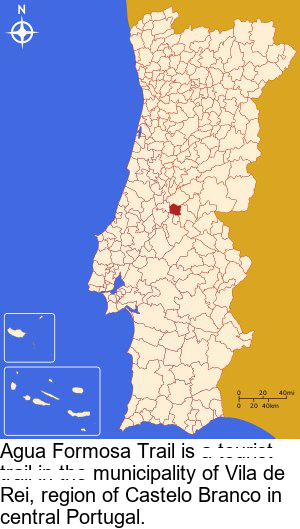 N
0 20 40mi
0 20 40km
Agua Formosa Trail is a tourist
trail in the municipality of Vila de
Rei, region of Castelo Branco in
central Portugal.